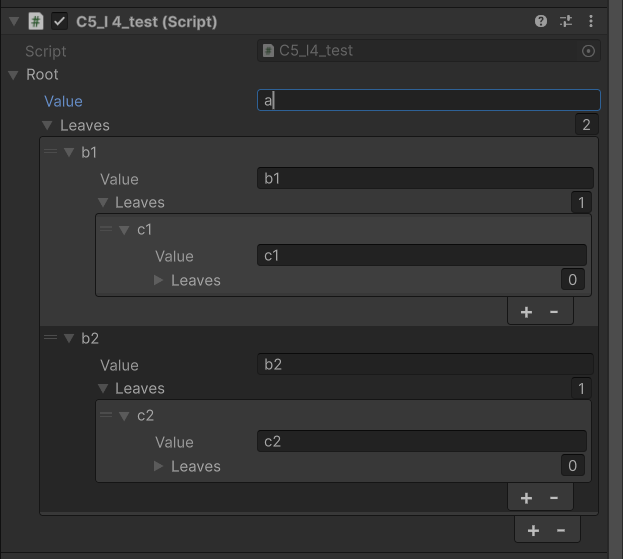 C5_l 4_test (Script)
Script C5_l4_test
Root
Value a
Leaves 2
b1
Value b1
Leaves 1
c1
Value c1
Leaves 0
+ -
b2
Value b2
Leaves 1
c2
Value c2
Leaves 0
+ -
+ -